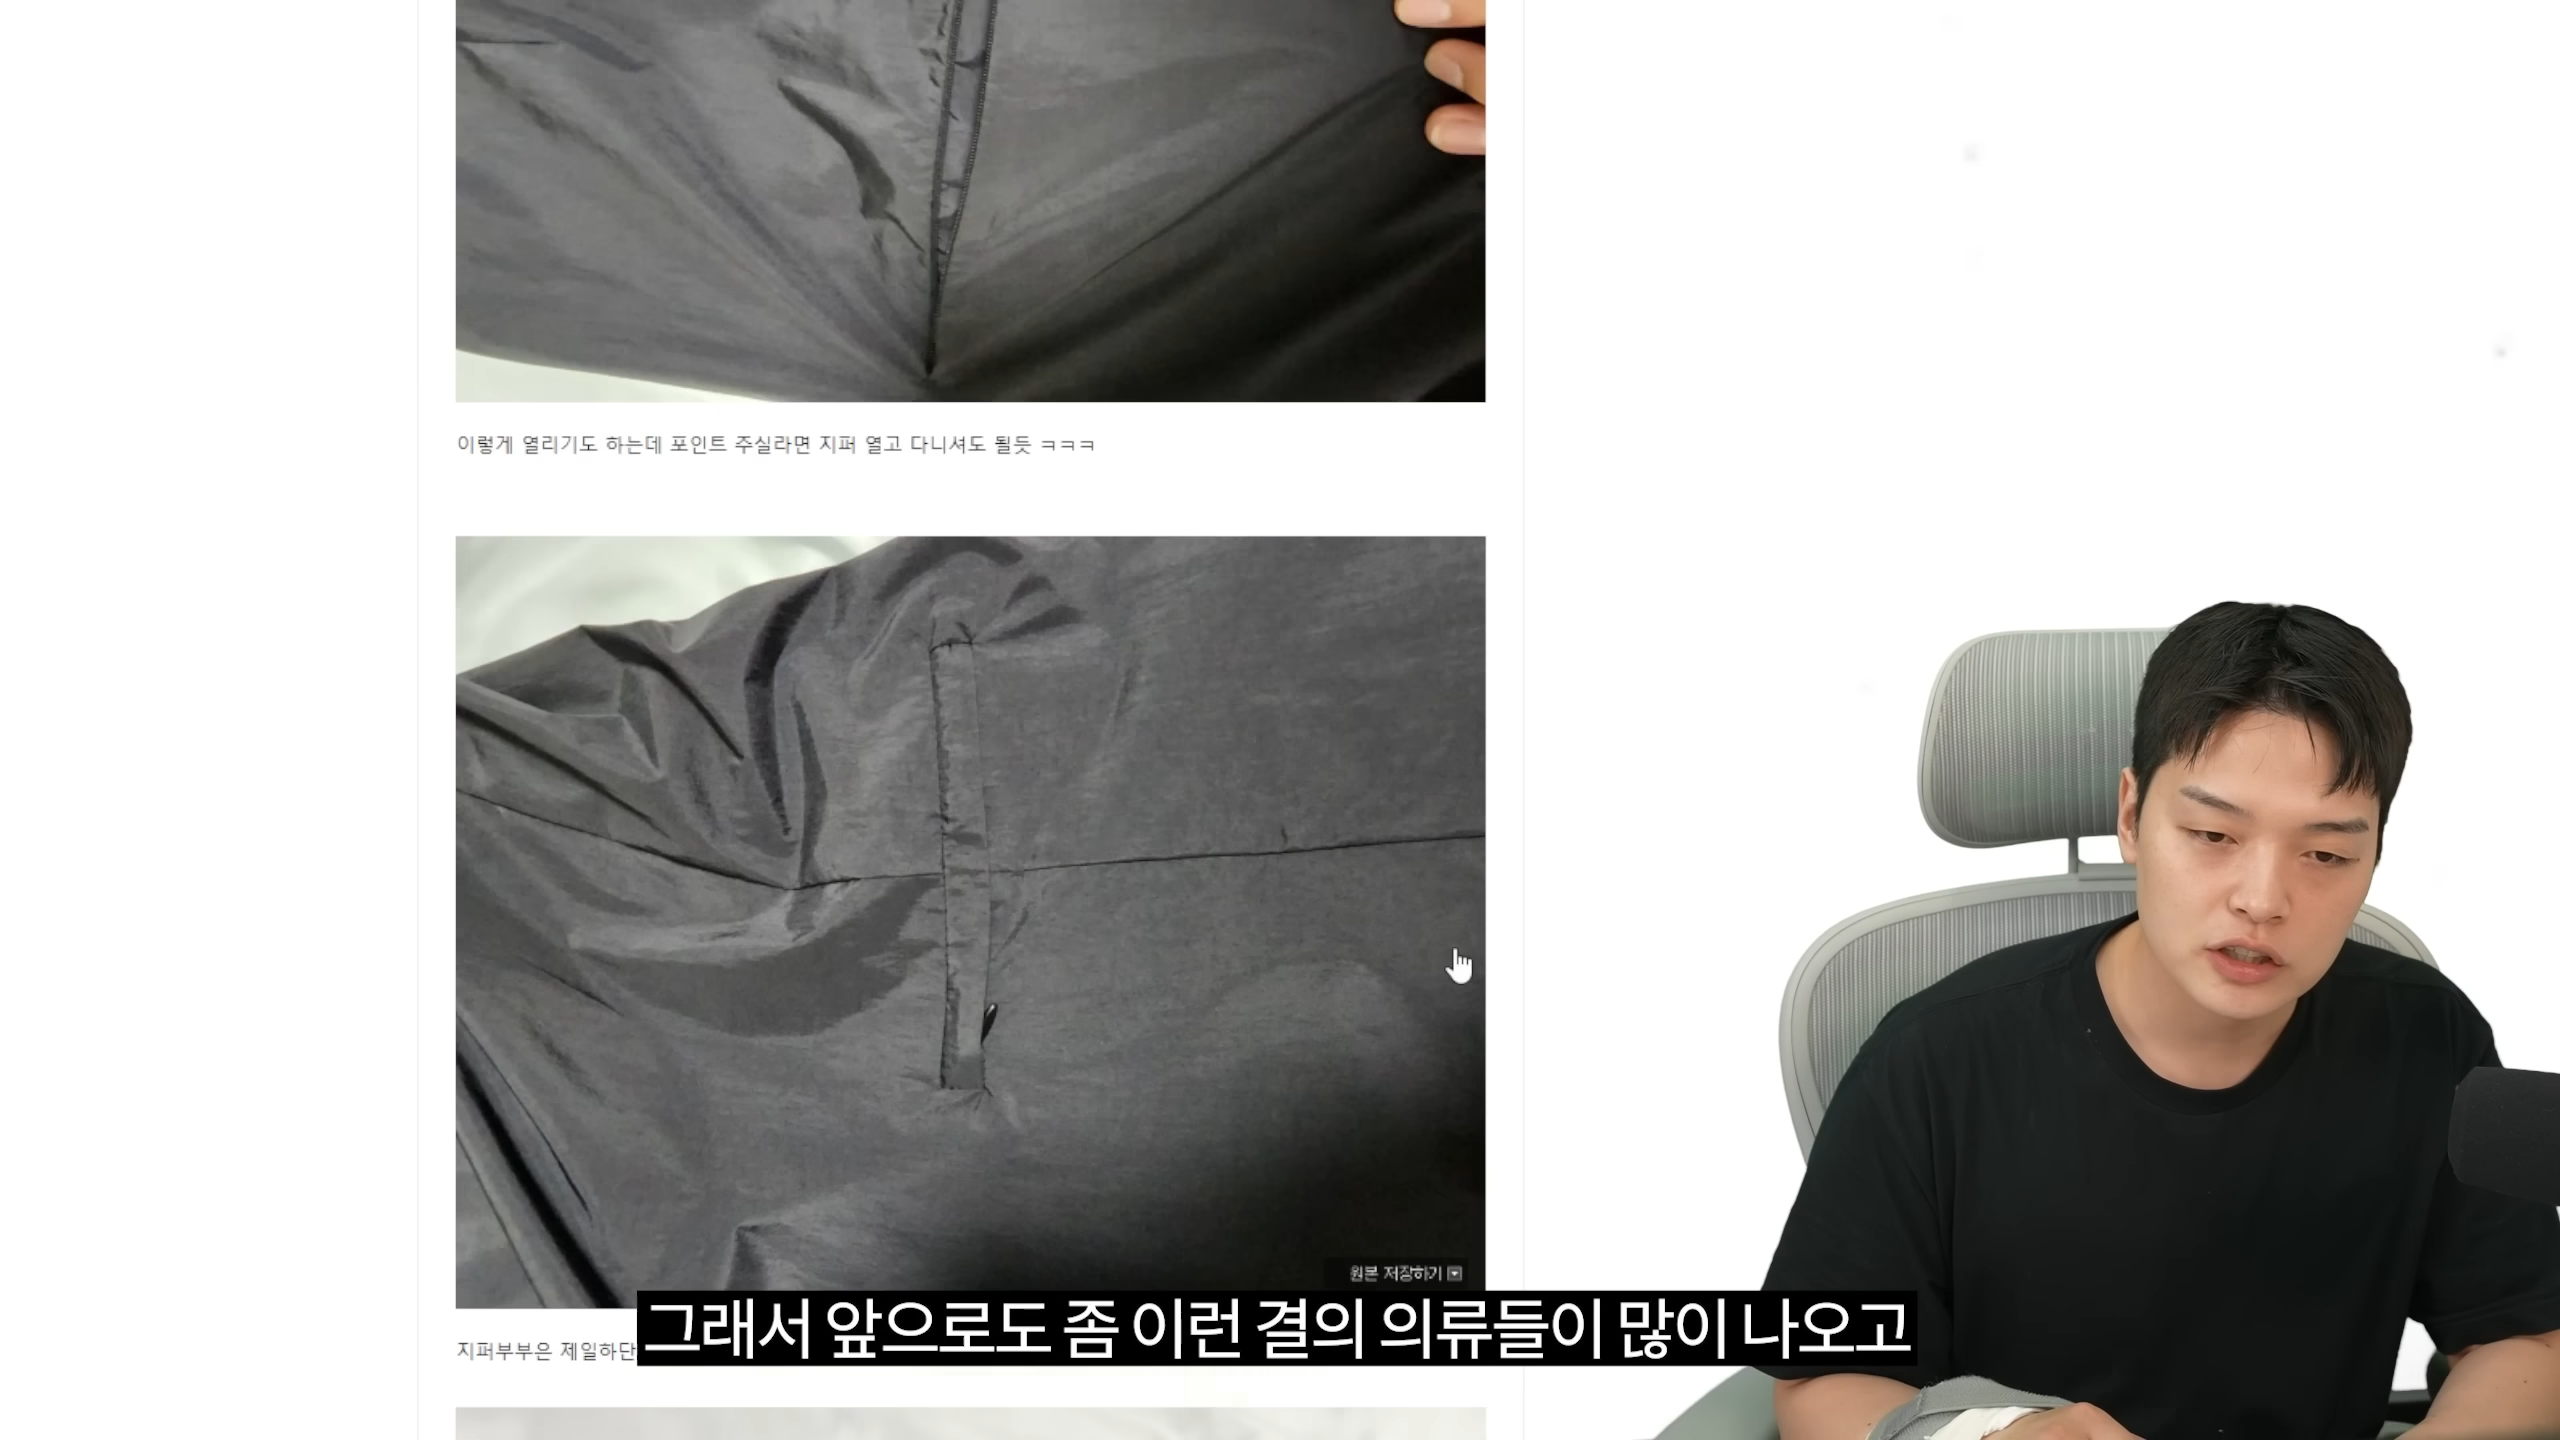 이렇게 열리기도 하는데 포인트 주실라면 지퍼 열고 다니셔도 될듯 ㅋㅋㅋ
원본 저장하기
지퍼부부은 제일하단
그래서 앞으로도 좀 이런 결의 의류들이 많이 나오고